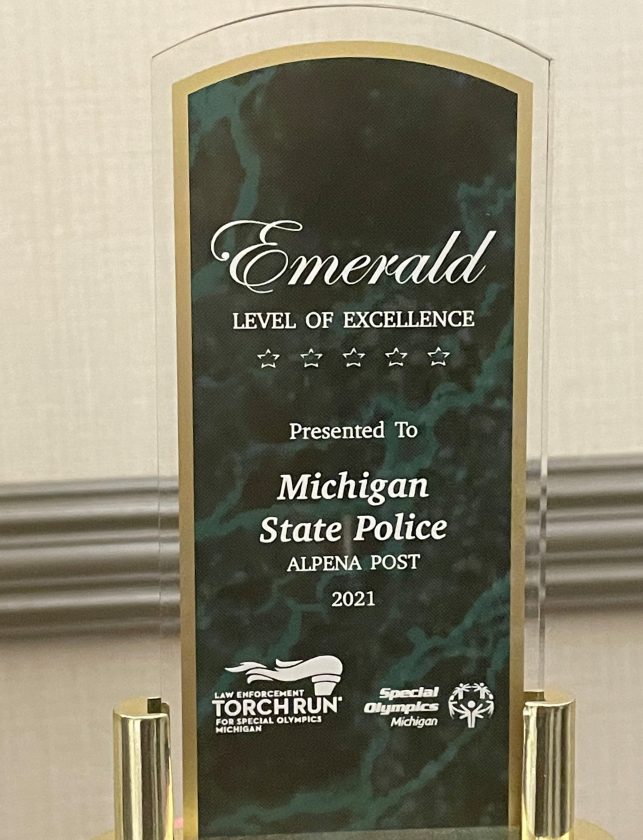 Emerald
LEVEL OF EXCELLENCE
Presented To
Michigan
State Police
ALPENA POST
2021
LAW ENFORCEMENT
TORCH RUN
FOR SPECIAL OLYMPICS
MICHIGAN
Special
Olympics
Michigan